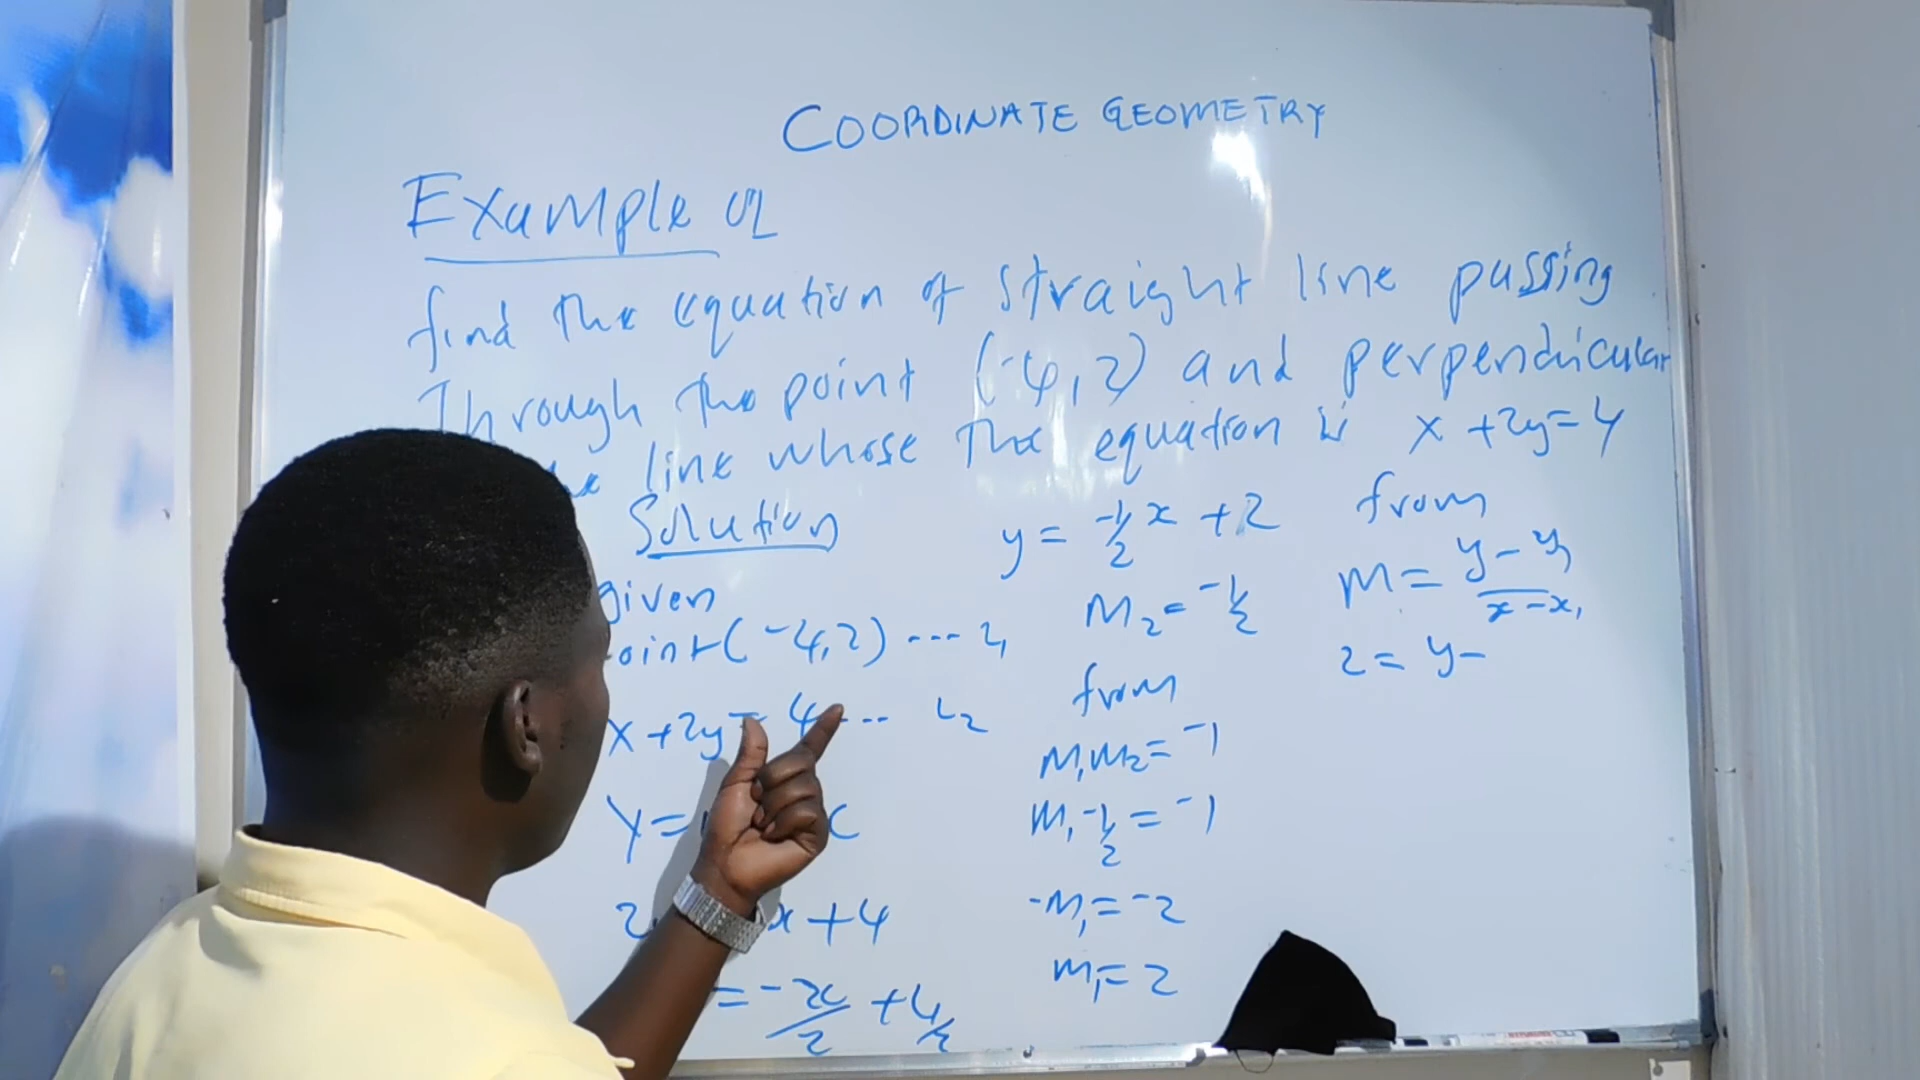 COORDINATE GEOMETRY
Example 02
find the equation of straight line passing
Through the point (-4,2) and perpendicular
line whose the equation is x + 2y = 4
Solution
given
oint (-4,2) --- L1
x + 2y = 4 --- L2
y = c
2 x + 4
= -x/2 + 4/2
y = -1/2 x + 2
M2 = -1/2
from
M1M2 = -1
M1 -1/2 = -1
-M1 = -2
M1 = 2
from
M = y - y1 / x - x1
2 = y -